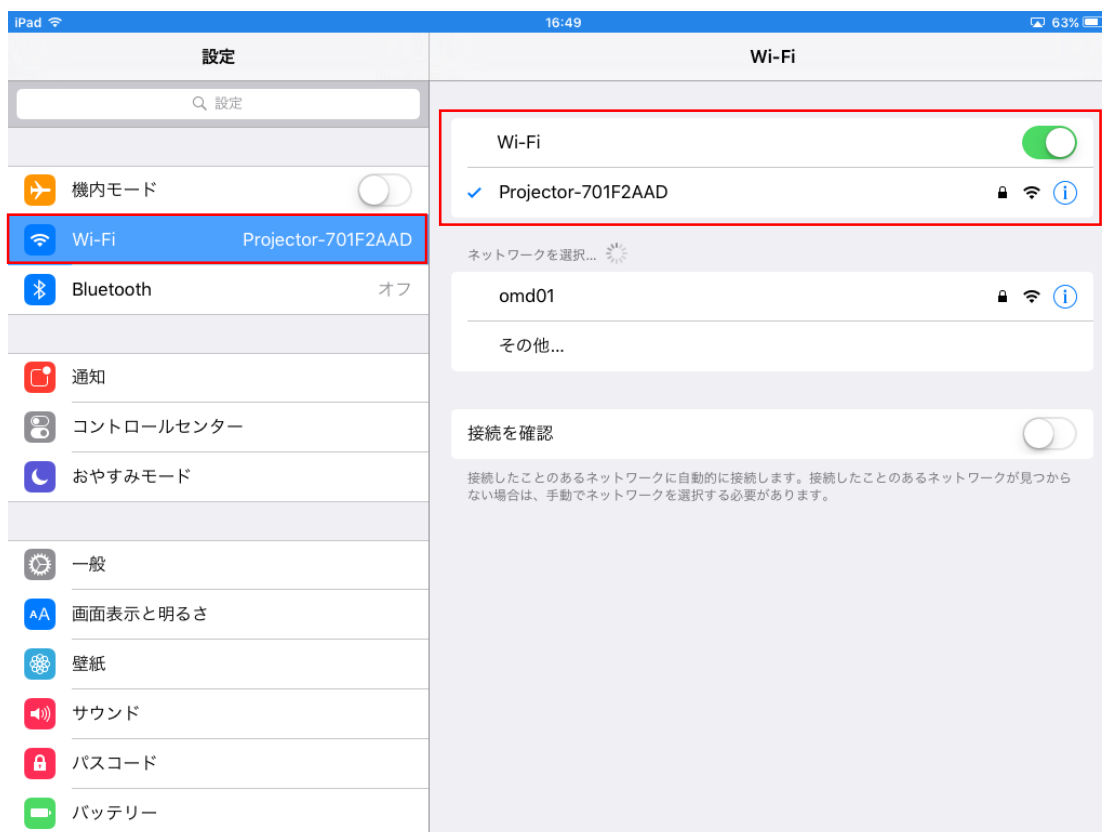 iPad 16:49 63%
設定
設定
機内モード
Wi-Fi Projector-701F2AAD
Bluetooth オフ
通知
コントロールセンター
おやすみモード
一般
AA 画面表示と明るさ
壁紙
サウンド
パスコード
バッテリー
Wi-Fi
Wi-Fi
Projector-701F2AAD
ネットワークを選択...
omd01
その他...
接続を確認
接続したことのあるネットワークに自動的に接続します。接続したことのあるネットワークが見つから
ない場合は、手動でネットワークを選択する必要があります。